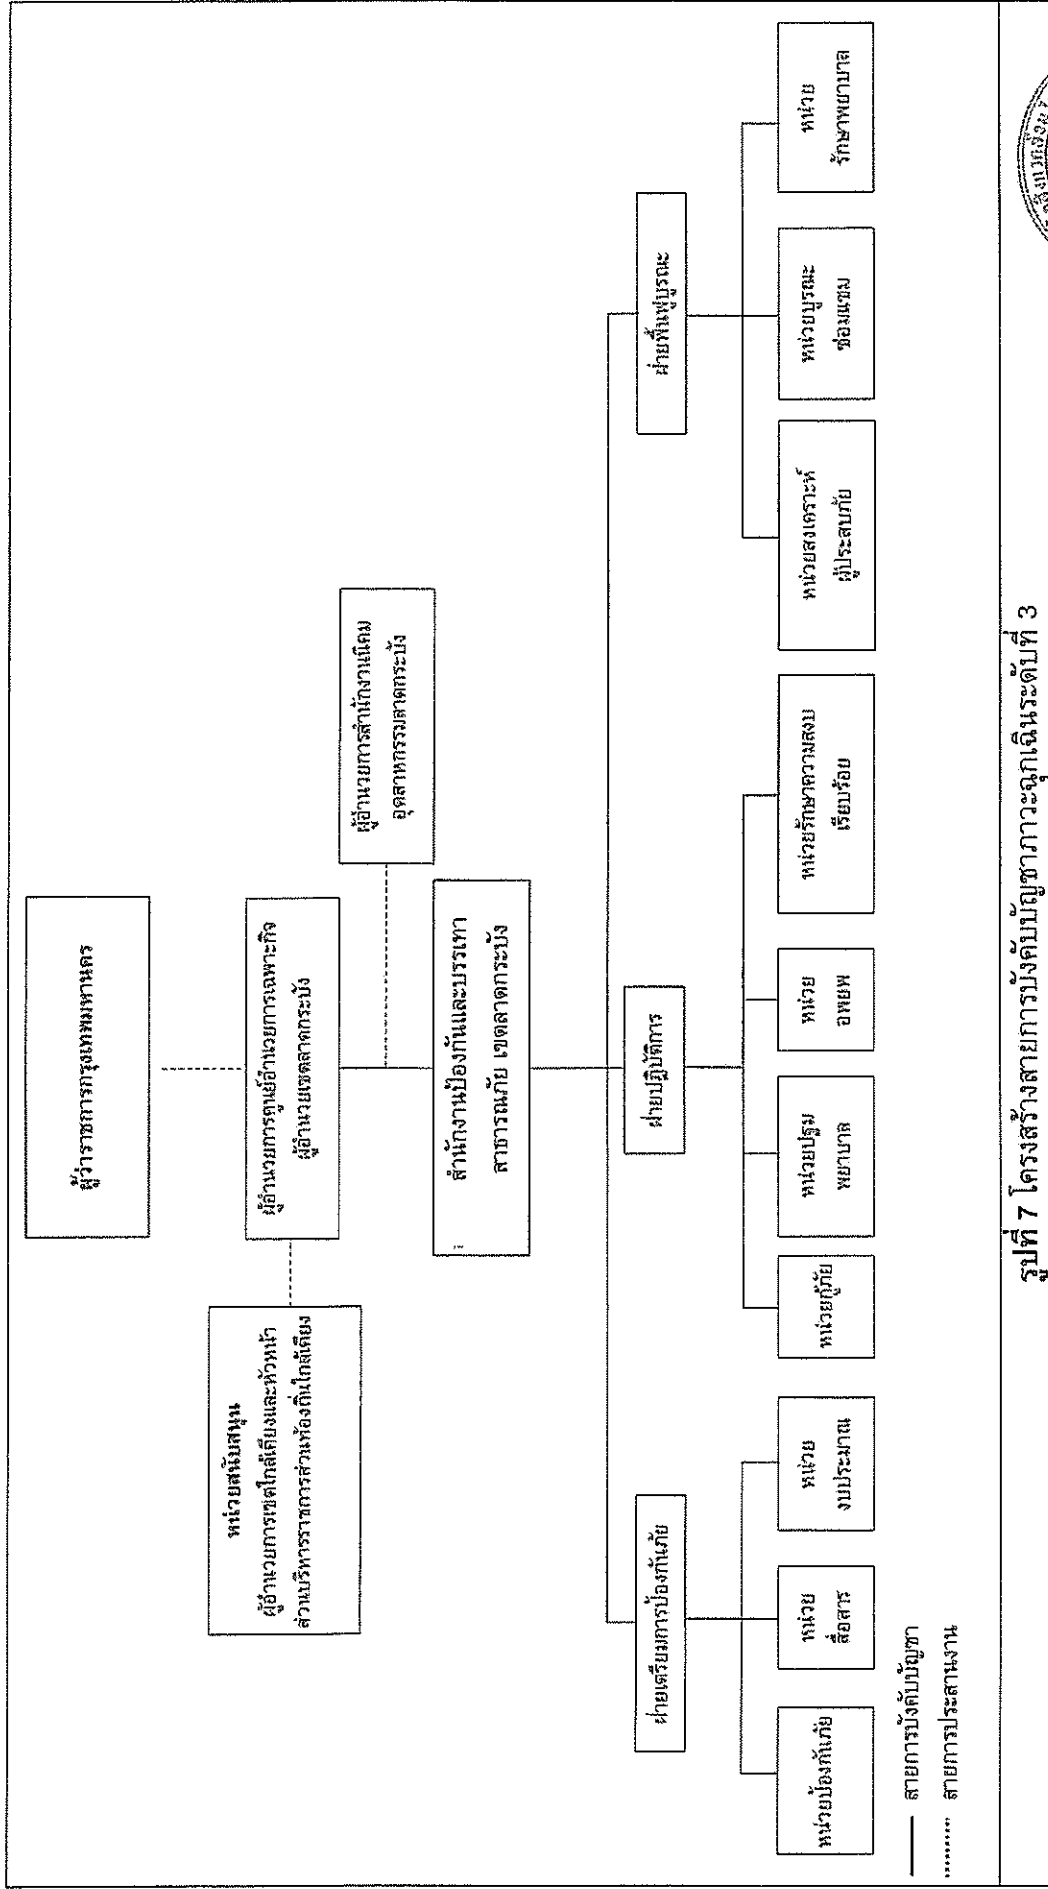 ผู้ว่าราชการกรุงเทพมหานคร
หน่วยสนับสนุน
ผู้อำนวยการเขตใกล้เคียงและหัวหน้า
ส่วนบริหารราชการส่วนท้องถิ่นใกล้เคียง
ผู้อำนวยการศูนย์อำนวยการเฉพาะกิจ
ผู้อำนวยเขตลาดกระบัง
ผู้อำนวยการสำนักงานนิคม
อุตสาหกรรมลาดกระบัง
สำนักงานป้องกันและบรรเทา
สาธารณภัย เขตลาดกระบัง
ฝ่ายเตรียมการป้องกันภัย
ฝ่ายปฏิบัติการ
ฝ่ายฟื้นฟูบูรณะ
หน่วยป้องกันภัย
หน่วย
สื่อสาร
หน่วย
งบประมาณ
หน่วยกู้ภัย
หน่วยปฐม
พยาบาล
หน่วย
อพยพ
หน่วยรักษาความสงบ
เรียบร้อย
หน่วยสงเคราะห์
ผู้ประสบภัย
หน่วยบูรณะ
ซ่อมแซม
หน่วย
รักษาพยาบาล
สายการบังคับบัญชา
สายการประสานงาน
รูปที่ 7 โครงสร้างสายการบังคับบัญชาภาวะฉุกเฉินระดับที่ 3